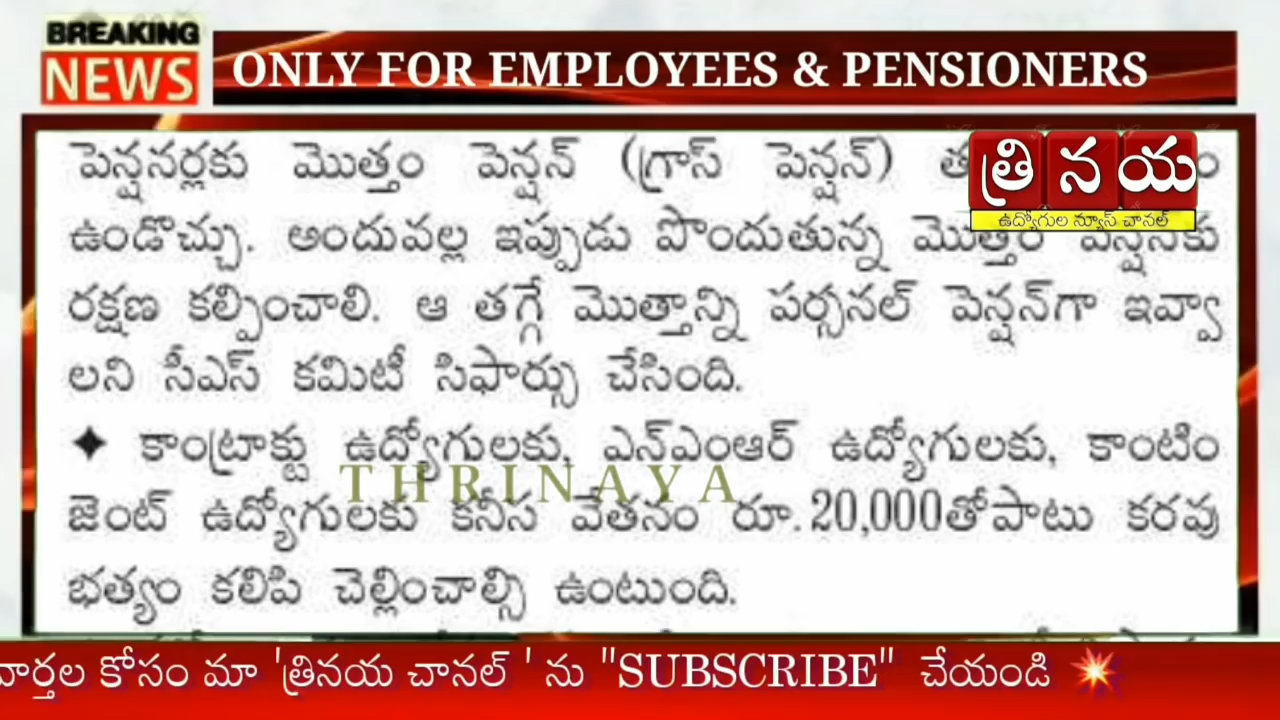 BREAKING
NEWS
ONLY FOR EMPLOYEES & PENSIONERS
త్రినయ
ఉద్యోగుల న్యూస్ చానల్
పెన్షనర్లకు మొత్తం పెన్షన్ (గ్రాస్ పెన్షన్)
ఉండొచ్చు. అందువల్ల ఇప్పుడు పొందుతున్న మొత్తం పెన్షన్‌కు
రక్షణ కల్పించాలి. ఆ తగ్గే మొత్తాన్ని పర్సనల్ పెన్షన్‌గా ఇవ్వా
లని సీఎస్ కమిటీ సిఫార్సు చేసింది.
✦ కాంట్రాక్టు ఉద్యోగులకు, ఎన్ఎంఆర్ ఉద్యోగులకు, కాంటిం
జెంట్ ఉద్యోగులకు కనీస వేతనం రూ.20,000తోపాటు కరవు
భత్యం కలిపి చెల్లించాల్సి ఉంటుంది.
THRINAYA
వార్తల కోసం మా 'త్రినయ చానల్ ' ను "SUBSCRIBE" చేయండి 💥